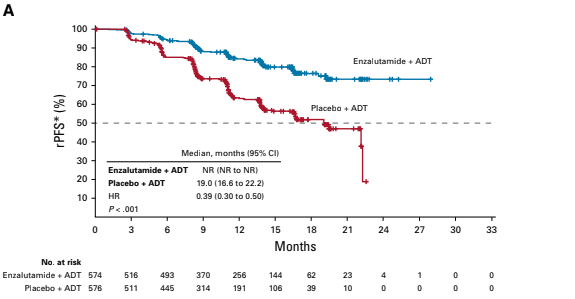 A
100
90
80
70
60
50
40
30
20
10
rPFS* (%)
Enzalutamide + ADT
Placebo + ADT
Median, months (95% CI)
Enzalutamide + ADT NR (NR to NR)
Placebo + ADT 19.0 (16.6 to 22.2)
HR 0.39 (0.30 to 0.50)
P < .001
0 3 6 9 12 15 18 21 24 27 30 33
Months
No. at risk
Enzalutamide + ADT 574 516 493 370 256 144 62 23 4 1 0 0
Placebo + ADT 576 511 445 314 191 106 39 10 0 0 0 0